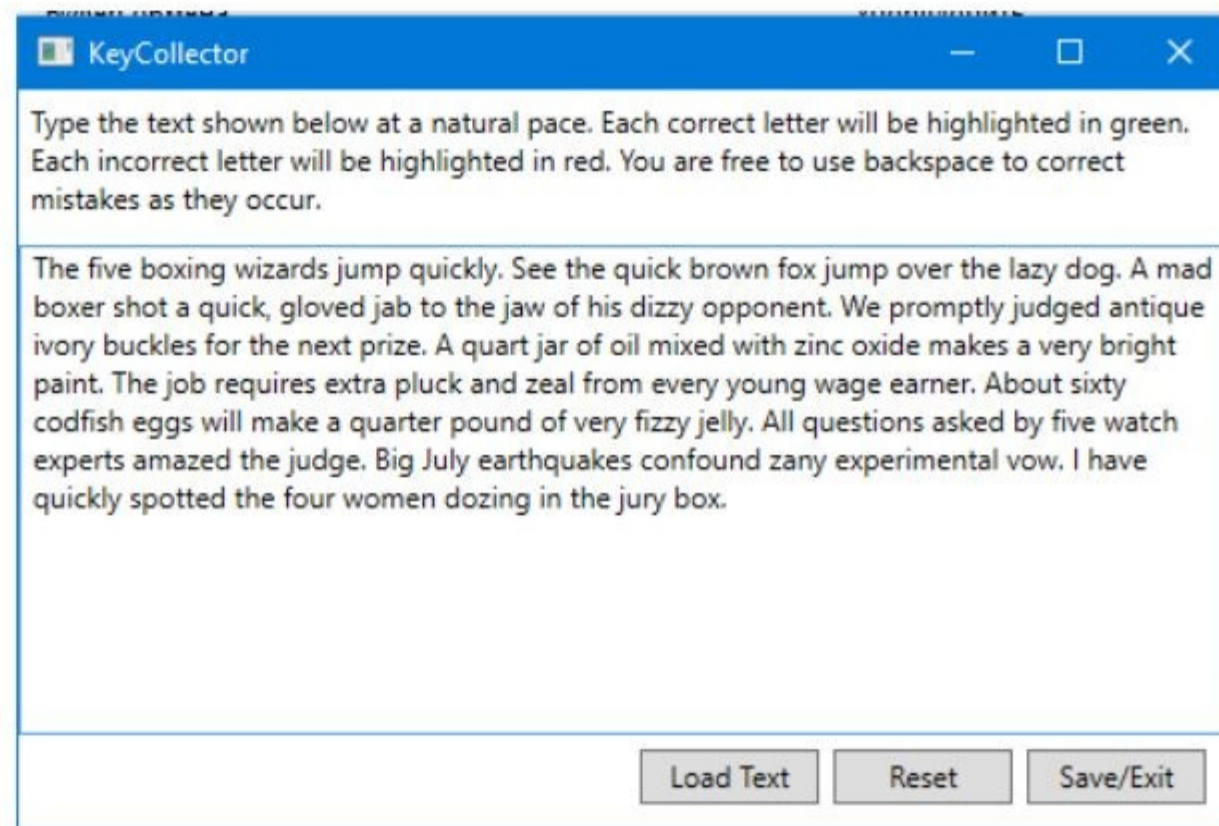 KeyCollector
Type the text shown below at a natural pace. Each correct letter will be highlighted in green.
Each incorrect letter will be highlighted in red. You are free to use backspace to correct
mistakes as they occur.
The five boxing wizards jump quickly. See the quick brown fox jump over the lazy dog. A mad
boxer shot a quick, gloved jab to the jaw of his dizzy opponent. We promptly judged antique
ivory buckles for the next prize. A quart jar of oil mixed with zinc oxide makes a very bright
paint. The job requires extra pluck and zeal from every young wage earner. About sixty
codfish eggs will make a quarter pound of very fizzy jelly. All questions asked by five watch
experts amazed the judge. Big July earthquakes confound zany experimental vow. I have
quickly spotted the four women dozing in the jury box.
Load Text Reset Save/Exit